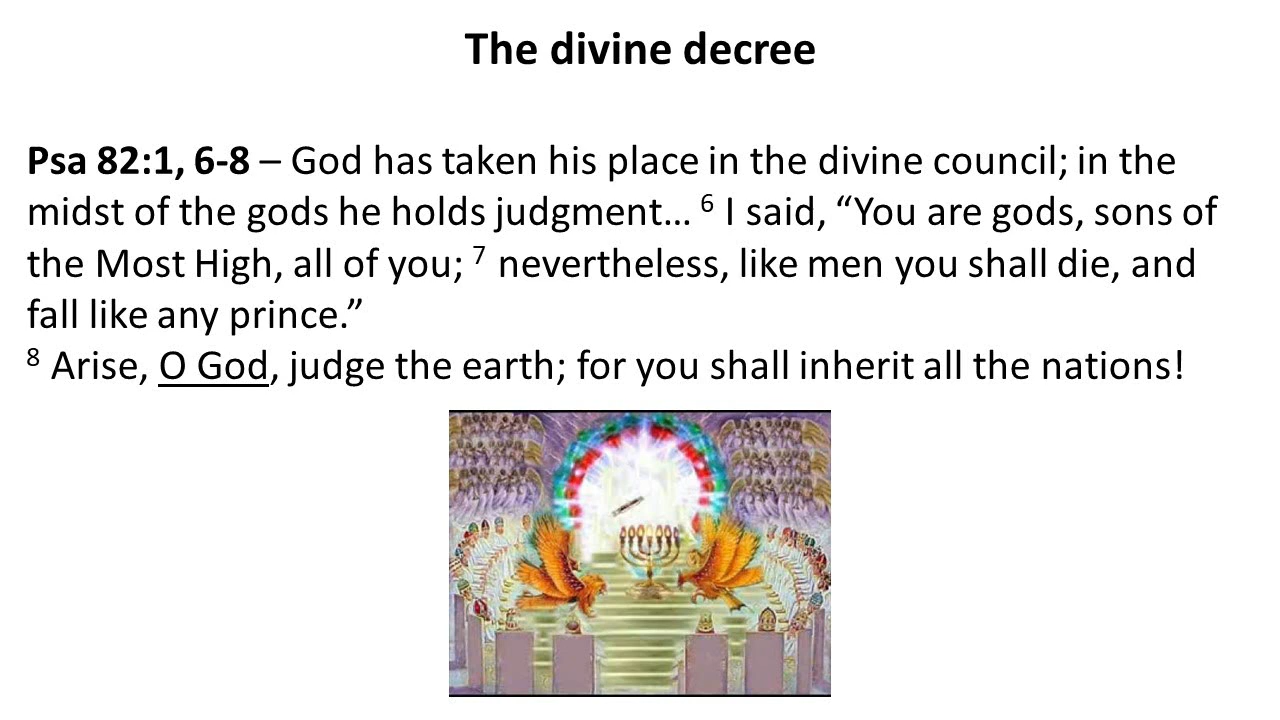 The divine decree
Psa 82:1, 6-8 – God has taken his place in the divine council; in the
midst of the gods he holds judgment… ⁶ I said, “You are gods, sons of
the Most High, all of you; ⁷ nevertheless, like men you shall die, and
fall like any prince.”
⁸ Arise, O God, judge the earth; for you shall inherit all the nations!